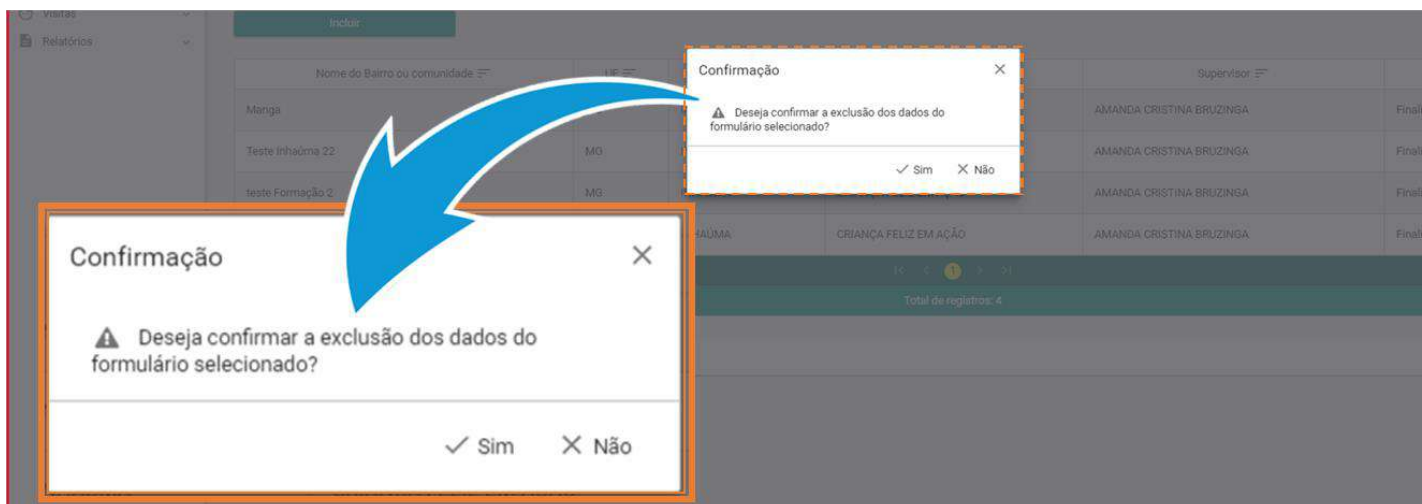 Visitas
Incluir
Relatórios
Nome do Bairro ou comunidade UF Supervisor
Manga AMANDA CRISTINA BRUZINGA
Teste Inhaúma 22 MG AMANDA CRISTINA BRUZINGA
teste Formação 2 MG AMANDA CRISTINA BRUZINGA
CRIANÇA FELIZ EM AÇÃO AMANDA CRISTINA BRUZINGA
1
Total de registros: 4
Confirmação
Deseja confirmar a exclusão dos dados do
formulário selecionado?
Sim Não
Confirmação
Deseja confirmar a exclusão dos dados do
formulário selecionado?
Sim Não